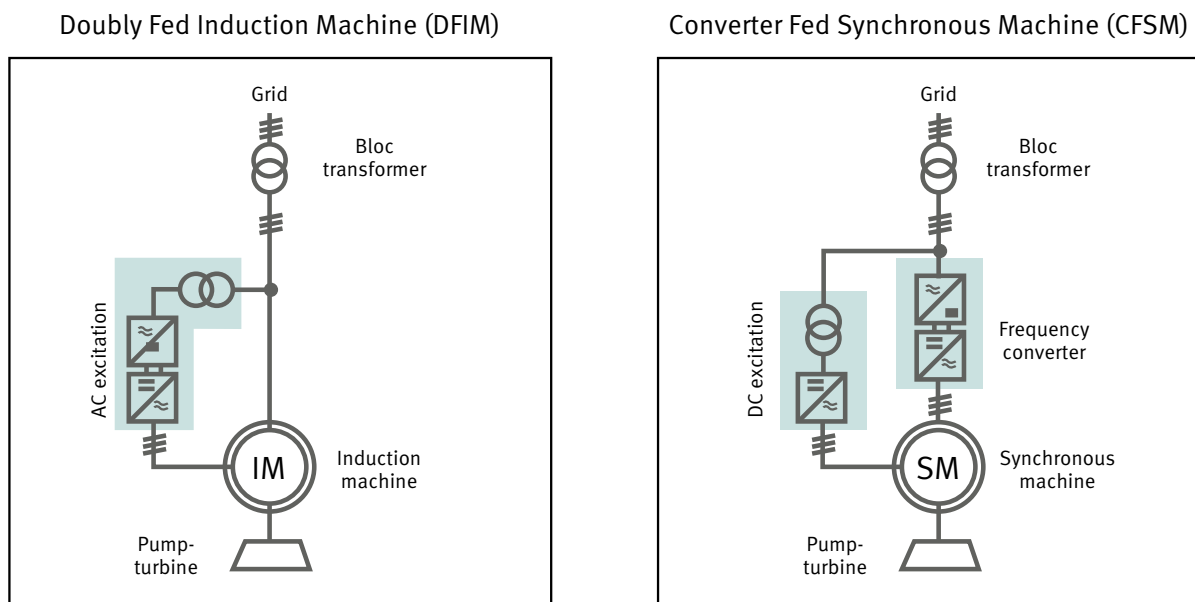 Doubly Fed Induction Machine (DFIM)
Grid
Bloc
transformer
AC excitation
IM
Induction
machine
Pump-
turbine
Converter Fed Synchronous Machine (CFSM)
Grid
Bloc
transformer
DC excitation
Frequency
converter
SM
Synchronous
machine
Pump-
turbine